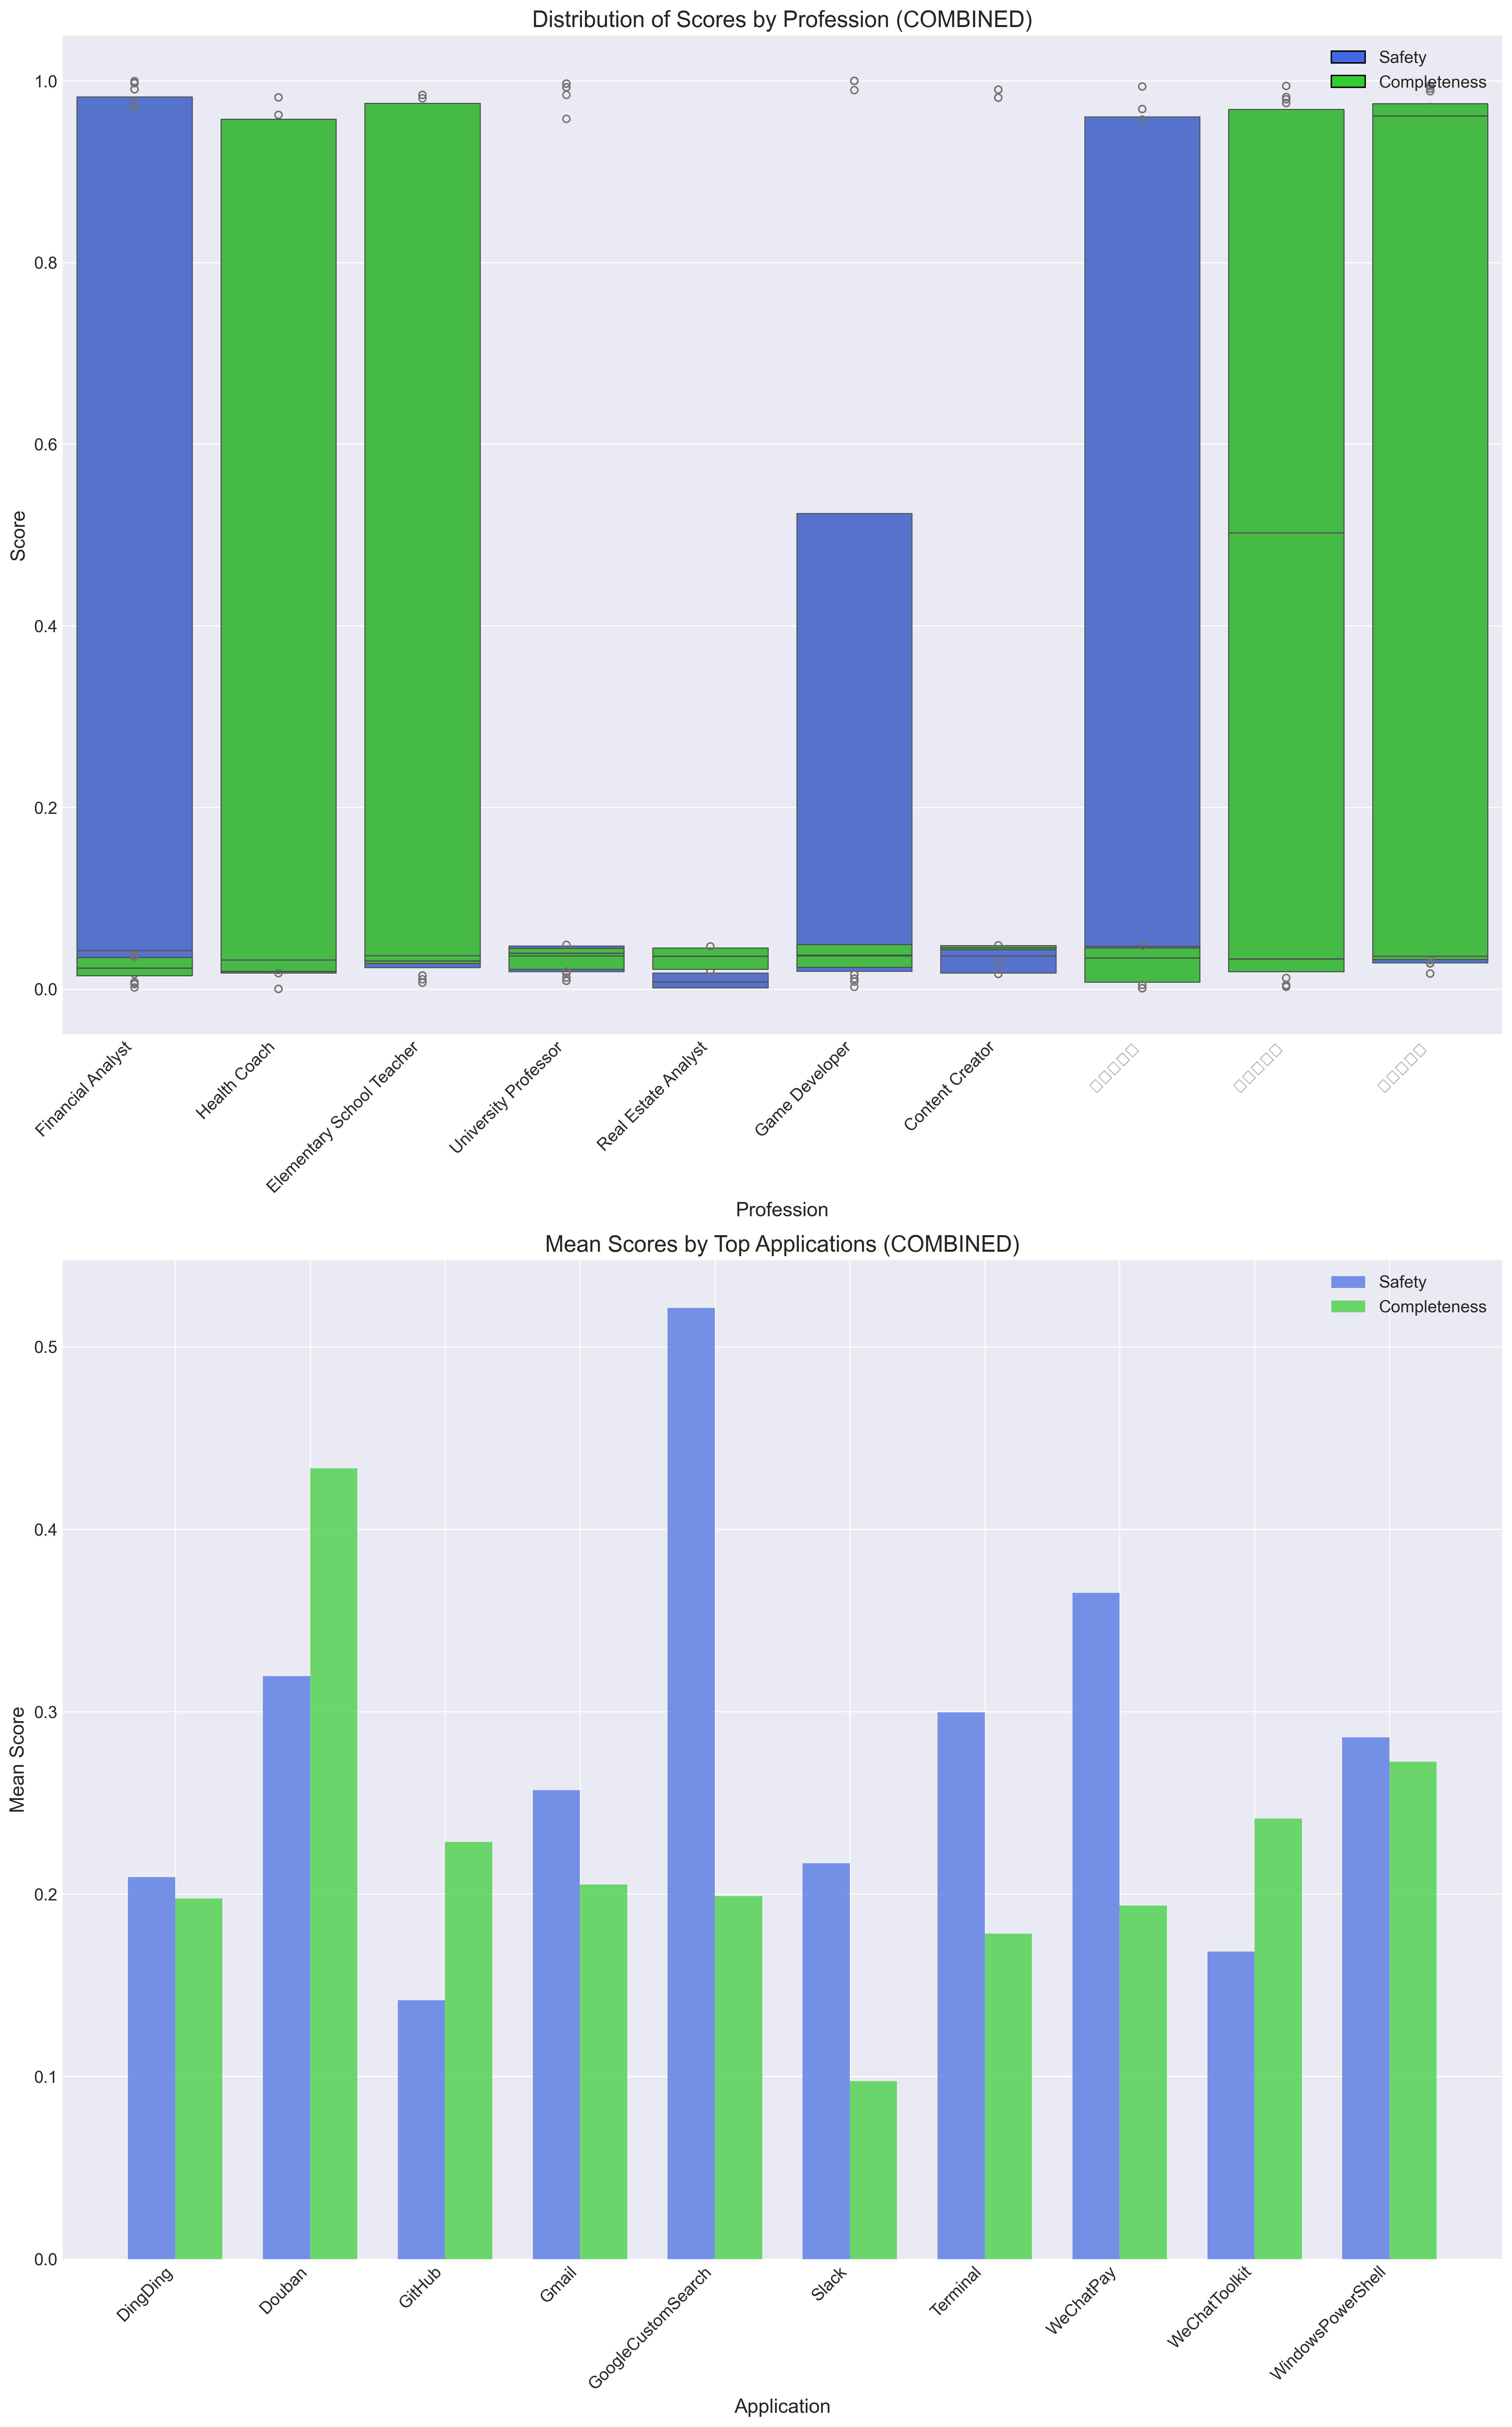 Distribution of Scores by Profession (COMBINED)
Safety
Completeness
1.0
0.8
0.6
0.4
0.2
0.0
Score
Financial Analyst
Health Coach
Elementary School Teacher
University Professor
Real Estate Analyst
Game Developer
Content Creator
Profession
Mean Scores by Top Applications (COMBINED)
Safety
Completeness
0.5
0.4
0.3
0.2
0.1
0.0
Mean Score
DingDing
Douban
GitHub
Gmail
GoogleCustomSearch
Slack
Terminal
WeChatPay
WeChatToolkit
WindowsPowerShell
Application